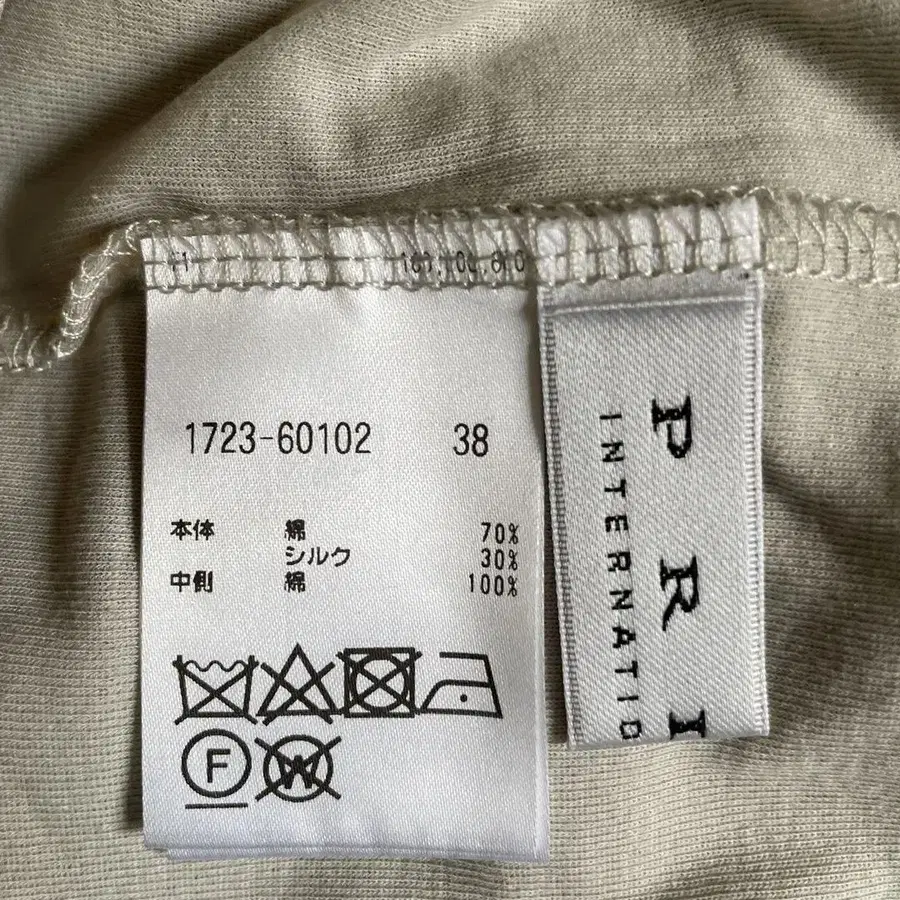 1723-60102 38
本体 綿 70%
シルク 30%
中側 綿 100%
F
W
P R I
INTERNATIO